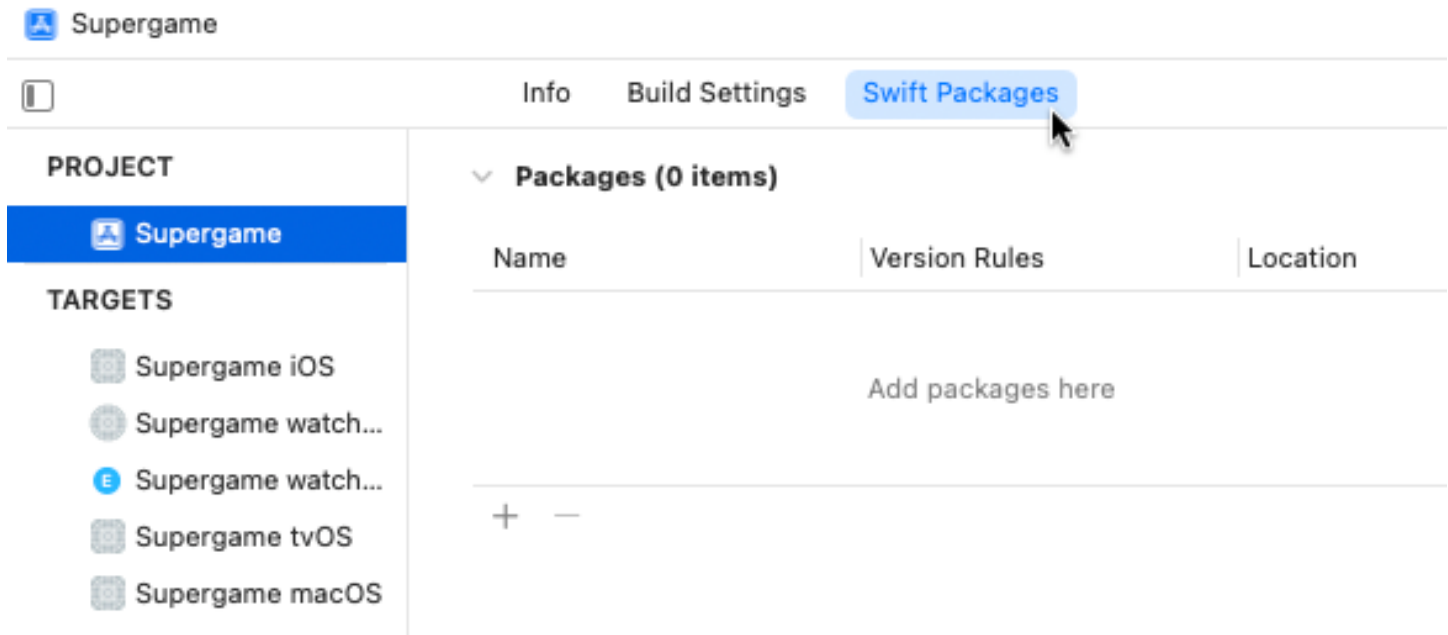 Supergame
Info Build Settings Swift Packages
PROJECT
Supergame
TARGETS
Supergame iOS
Supergame watch...
E Supergame watch...
Supergame tvOS
Supergame macOS
Packages (0 items)
Name Version Rules Location
Add packages here